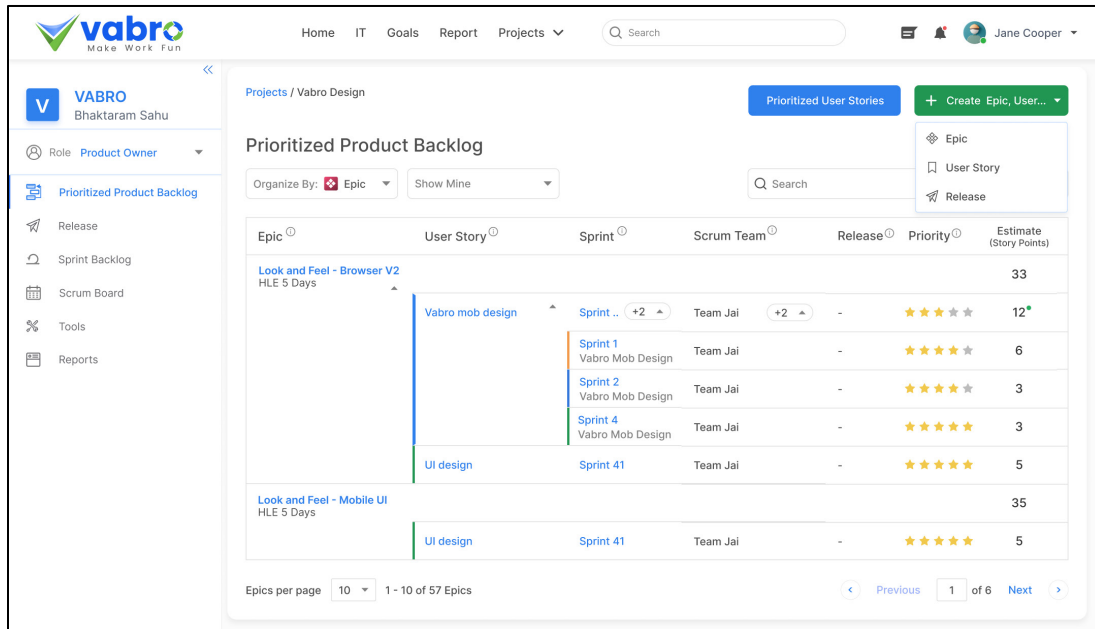 vabro
Make Work Fun
Home IT Goals Report Projects
Search
Jane Cooper
V
VABRO
Bhaktaram Sahu
Role Product Owner
Prioritized Product Backlog
Release
Sprint Backlog
Scrum Board
Tools
Reports
Projects / Vabro Design
Prioritized User Stories
+ Create Epic, User...
Epic
User Story
Release
Prioritized Product Backlog
Organize By: Epic
Show Mine
Search
Epic User Story Sprint Scrum Team Release Priority Estimate
(Story Points)
Look and Feel - Browser V2 33
HLE 5 Days
Vabro mob design Sprint .. +2 Team Jai +2 - 12
Sprint 1 Team Jai - 6
Vabro Mob Design
Sprint 2 Team Jai - 3
Vabro Mob Design
Sprint 4 Team Jai - 3
Vabro Mob Design
UI design Sprint 41 Team Jai - 5
Look and Feel - Mobile UI 35
HLE 5 Days
UI design Sprint 41 Team Jai - 5
Epics per page 10 1 - 10 of 57 Epics
Previous 1 of 6 Next